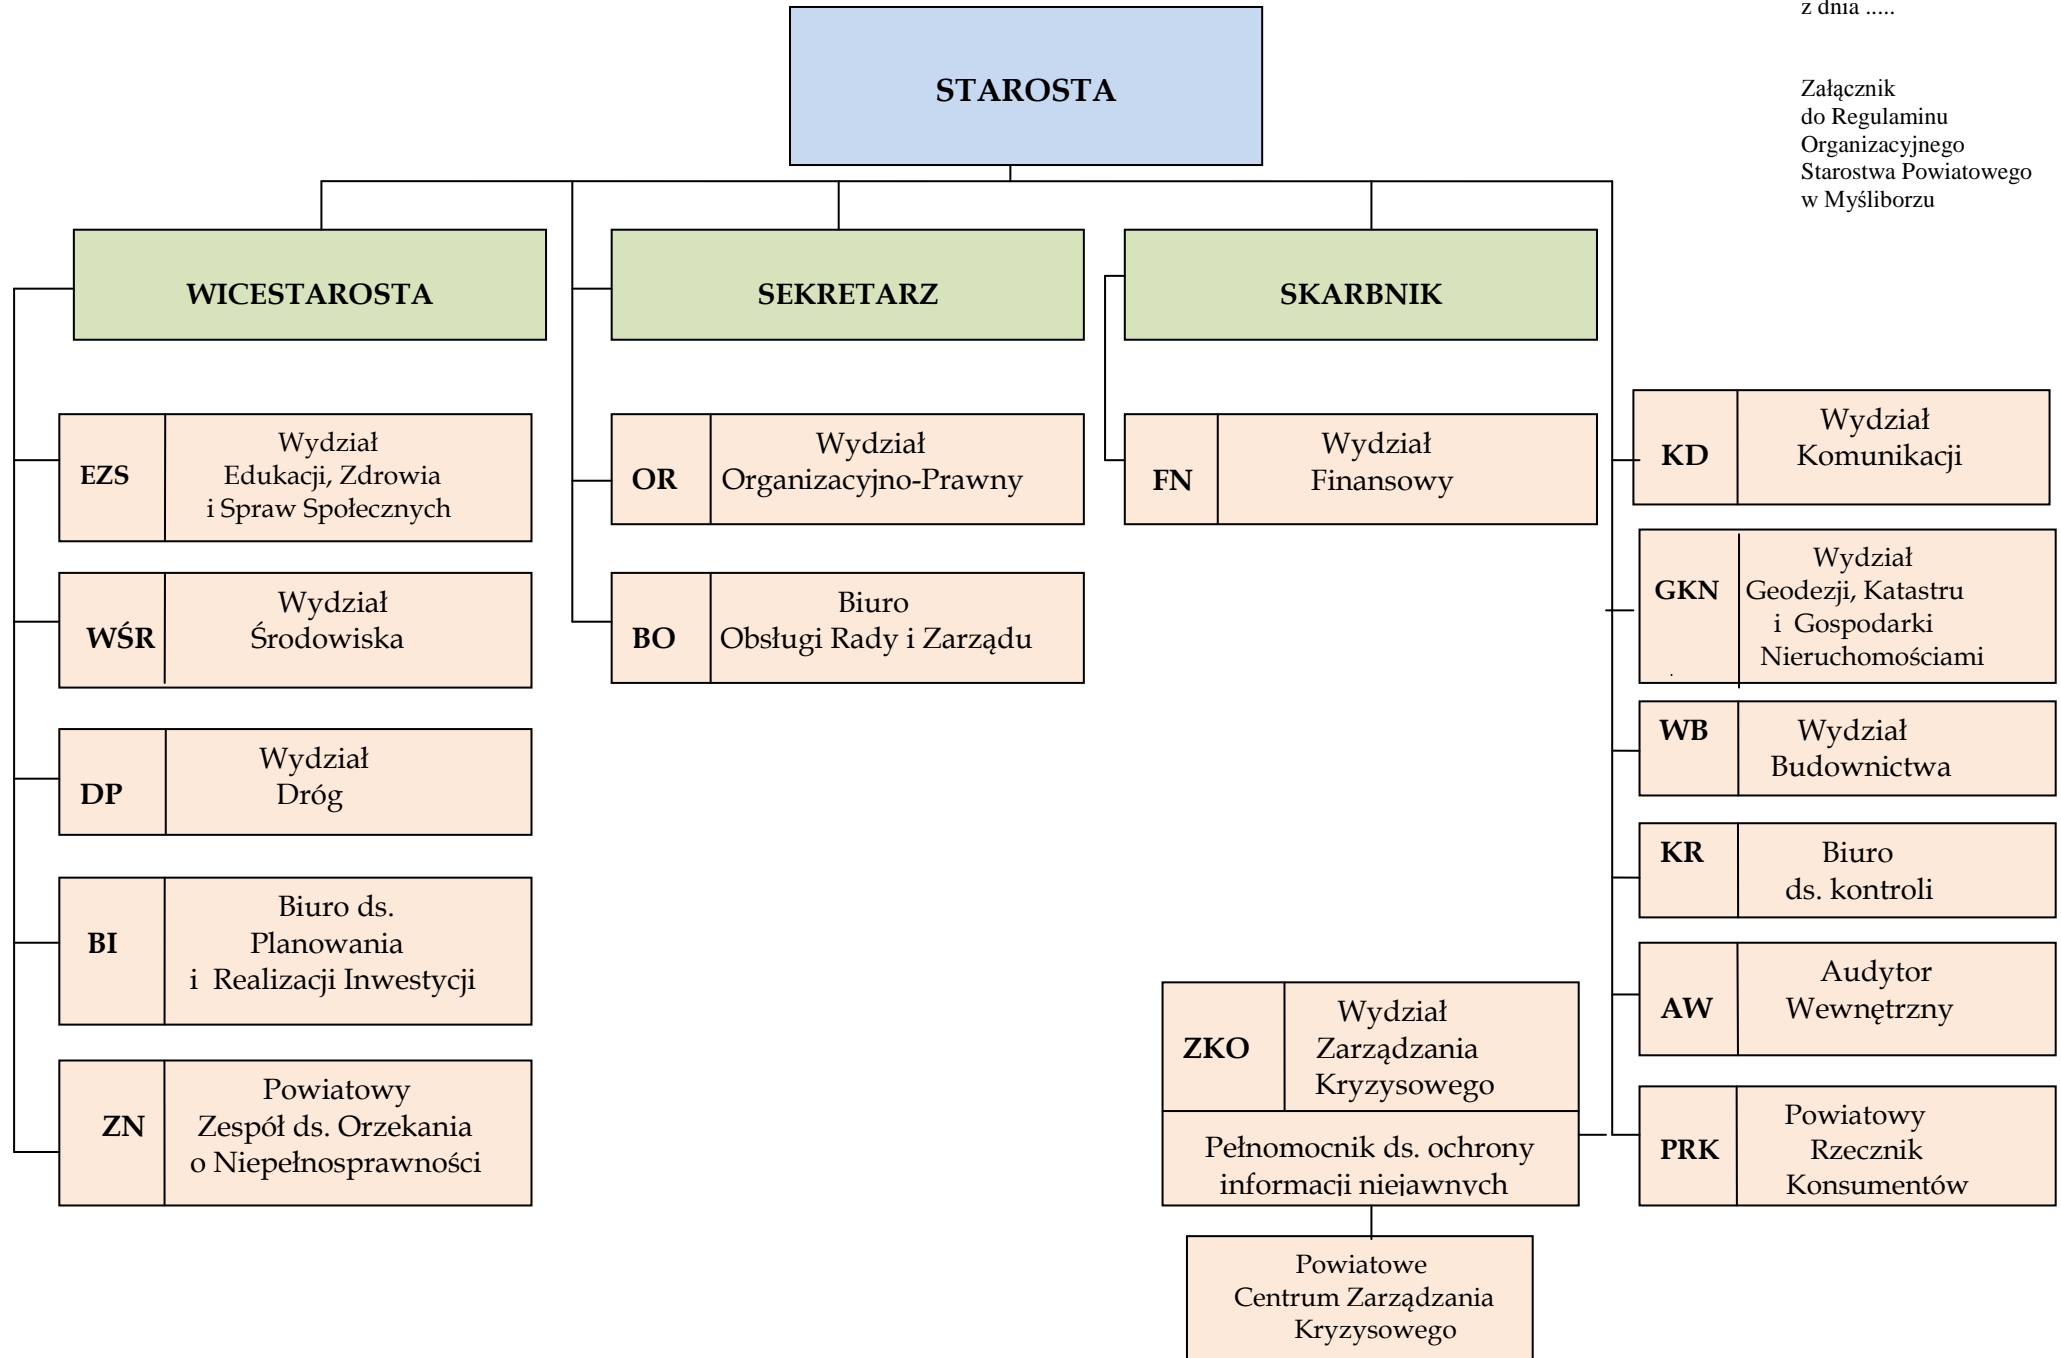 z dnia .....
STAROSTA
Załącznik
do Regulaminu
Organizacyjnego
Starostwa Powiatowego
w Myśliborzu
WICESTAROSTA
SEKRETARZ
SKARBNIK
EZS
Wydział
Edukacji, Zdrowia
i Spraw Społecznych
WŚR
Wydział
Środowiska
DP
Wydział
Dróg
BI
Biuro ds.
Planowania
i Realizacji Inwestycji
ZN
Powiatowy
Zespół ds. Orzekania
o Niepełnosprawności
OR
Wydział
Organizacyjno-Prawny
BO
Biuro
Obsługi Rady i Zarządu
FN
Wydział
Finansowy
KD
Wydział
Komunikacji
GKN
Wydział
Geodezji, Katastru
i Gospodarki
Nieruchomościami
.
WB
Wydział
Budownictwa
KR
Biuro
ds. kontroli
AW
Audytor
Wewnętrzny
PRK
Powiatowy
Rzecznik
Konsumentów
ZKO
Wydział
Zarządzania
Kryzysowego
Pełnomocnik ds. ochrony
informacji niejawnych
Powiatowe
Centrum Zarządzania
Kryzysowego